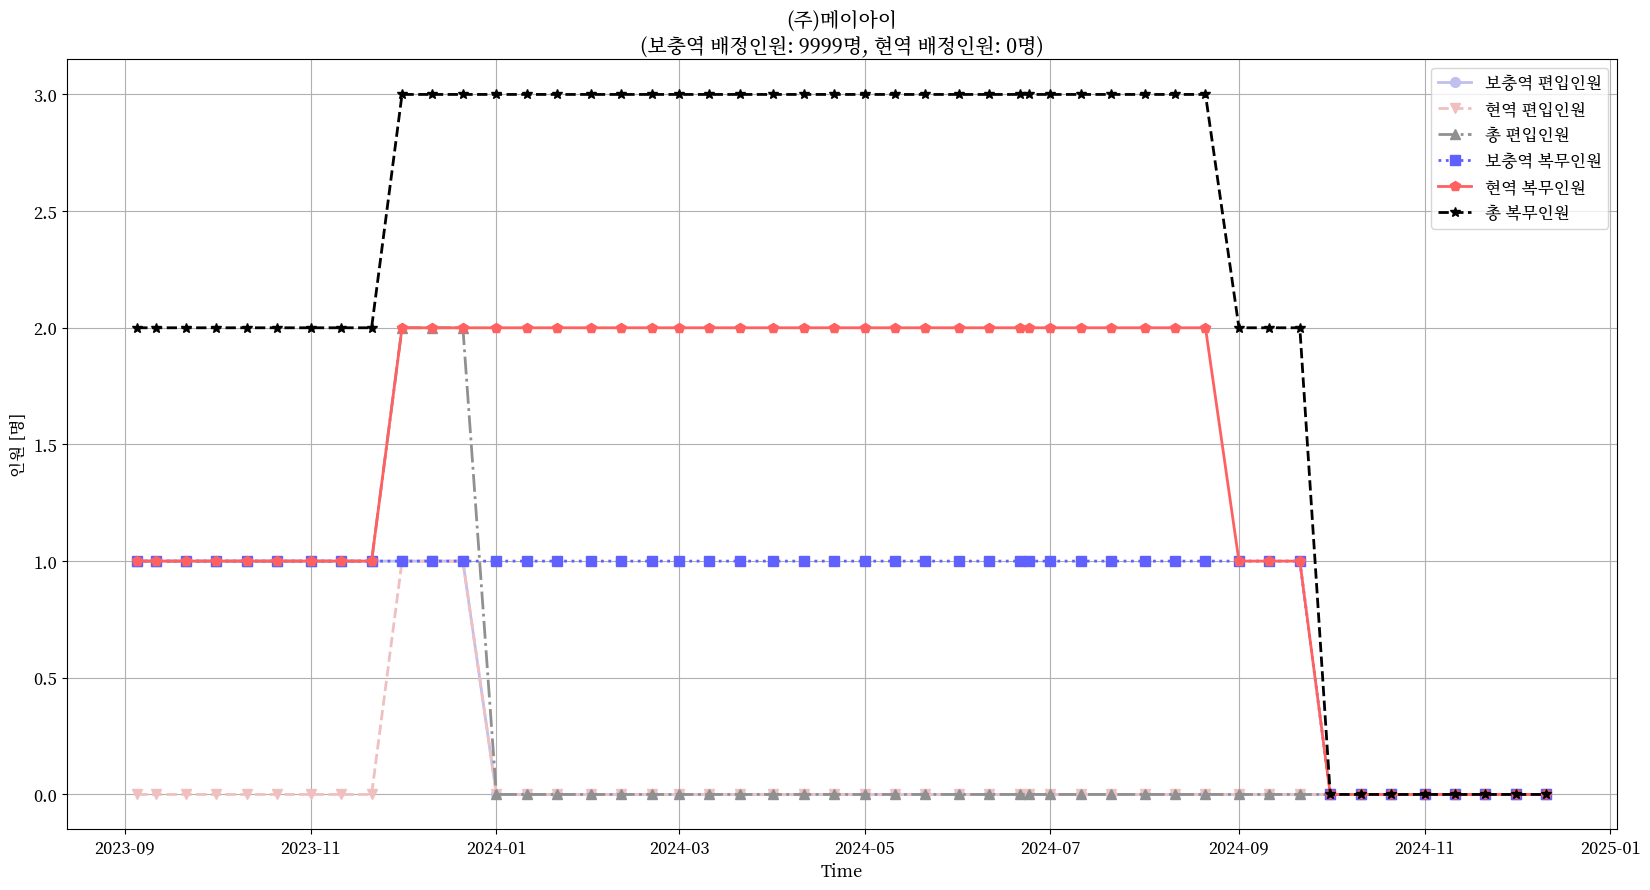 (주)메이아이
(보충역 배정인원: 9999명, 현역 배정인원: 0명)
보충역 편입인원
현역 편입인원
총 편입인원
보충역 복무인원
현역 복무인원
총 복무인원
인원 [명]
3.0
2.5
2.0
1.5
1.0
0.5
0.0
2023-09
2023-11
2024-01
2024-03
2024-05
2024-07
2024-09
2024-11
2025-01
Time